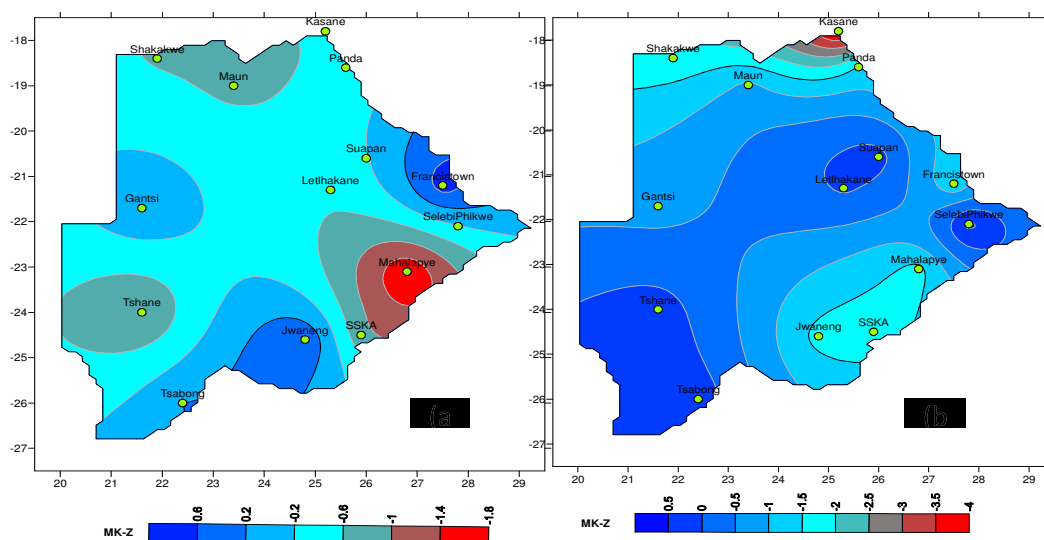 Kasane
Shakakwe
Panda
Maun
Suapan
Letlhakane
Francistown
Gantsi
SelebiPhikwe
Mahalapye
Tshane
Jwaneng
SSKA
Tsabong
(a
-18
-19
-20
-21
-22
-23
-24
-25
-26
-27
20 21 22 23 24 25 26 27 28 29
MK-Z
0.6 0.2 -0.2 -0.6 -1 -1.4 -1.8
Kasane
Shakakwe
Panda
Maun
Suapan
Letlhakane
Francistown
Gantsi
SelebiPhikwe
Mahalapye
Tshane
Jwaneng
SSKA
Tsabong
(b
-18
-19
-20
-21
-22
-23
-24
-25
-26
-27
20 21 22 23 24 25 26 27 28 29
MK-Z
0.5 0 -0.5 -1 -1.5 -2 -2.5 -3 -3.5 -4